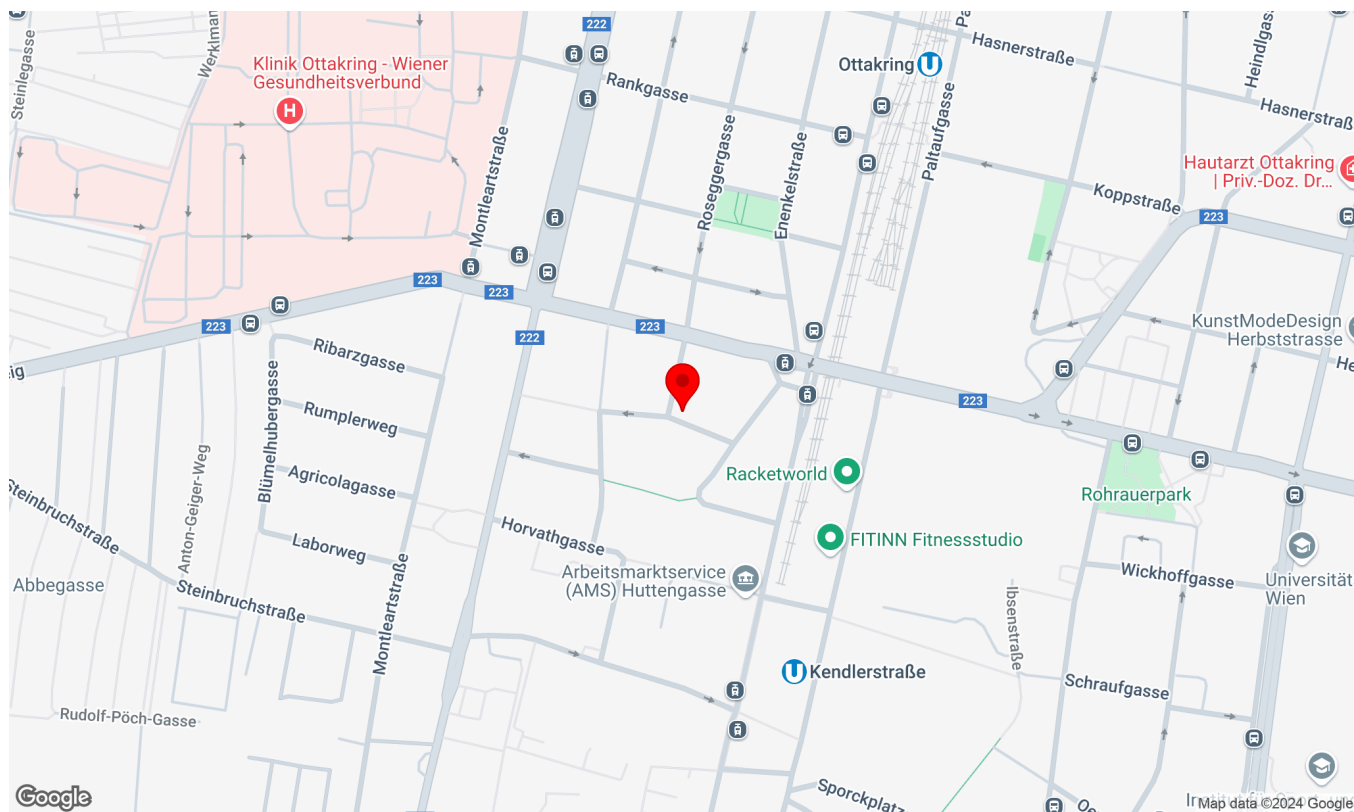 222
Hasnerstraße
Heindlgasse
Steinlegasse
Werklman
Klinik Ottakring - Wiener
Gesundheitsverbund
H
Ottakring
U
Rankgasse
Paltaufgasse
Hasnerstraße
Montleartstraße
Roseggergasse
Enenkelstraße
Hautarzt Ottakring
| Priv.-Doz. Dr...
Koppstraße
223
223
223
223
223
222
KunstModeDesign
Herbststrasse
He
Ribarzgasse
ig
223
Rumplerweg
Blümelhubergasse
Anton-Geiger-Weg
Agricolagasse
Racketworld
Rohrauerpark
Steinbruchstraße
Horvathgasse
FITINN Fitnessstudio
Laborweg
Arbeitsmarktservice
(AMS) Huttengasse
Wickhoffgasse
Universität
Wien
Abbegasse
Steinbruchstraße
Montleartstraße
Ibsenstraße
U
Kendlerstraße
Schraufgasse
Rudolf-Pöch-Gasse
Sporckplatz
Google
Map data ©2024 Google